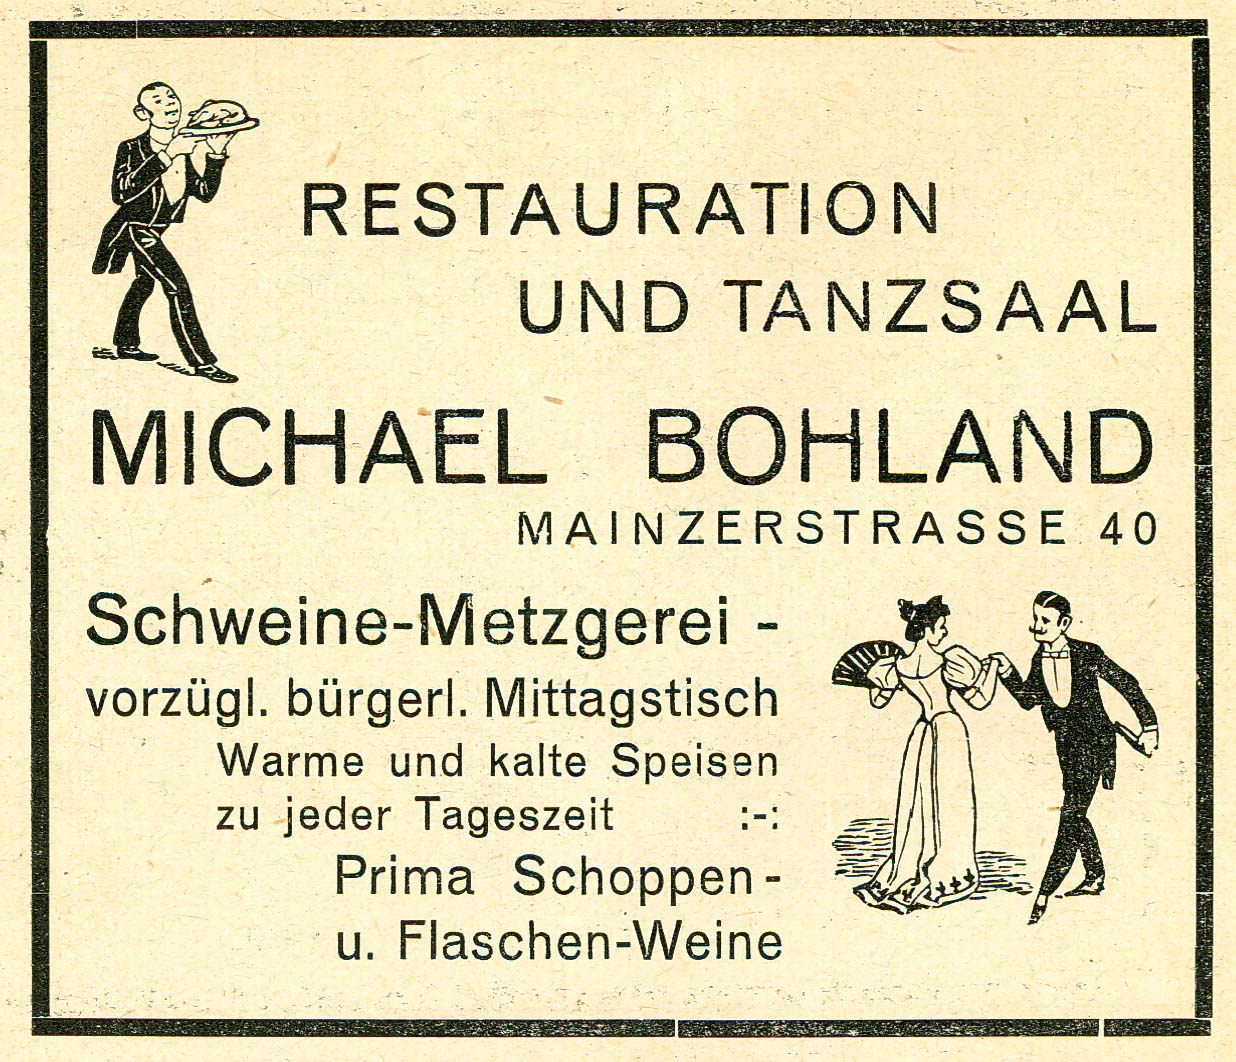 RESTAURATION
UND TANZSAAL
MICHAEL BOHLAND
MAINZERSTRASSE 40
Schweine-Metzgerei -
vorzügl. bürgerl. Mittagstisch
Warme und kalte Speisen
zu jeder Tageszeit :-:
Prima Schoppen-
u. Flaschen-Weine